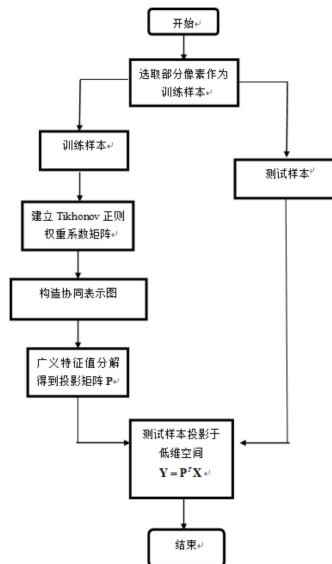 开始
选取部分像素作为
训练样本
训练样本
测试样本
建立 Tikhonov 正则
权重系数矩阵
构造协同表示图
广义特征值分解
得到投影矩阵 P
测试样本投影于
低维空间
Y = PᵀX
结束